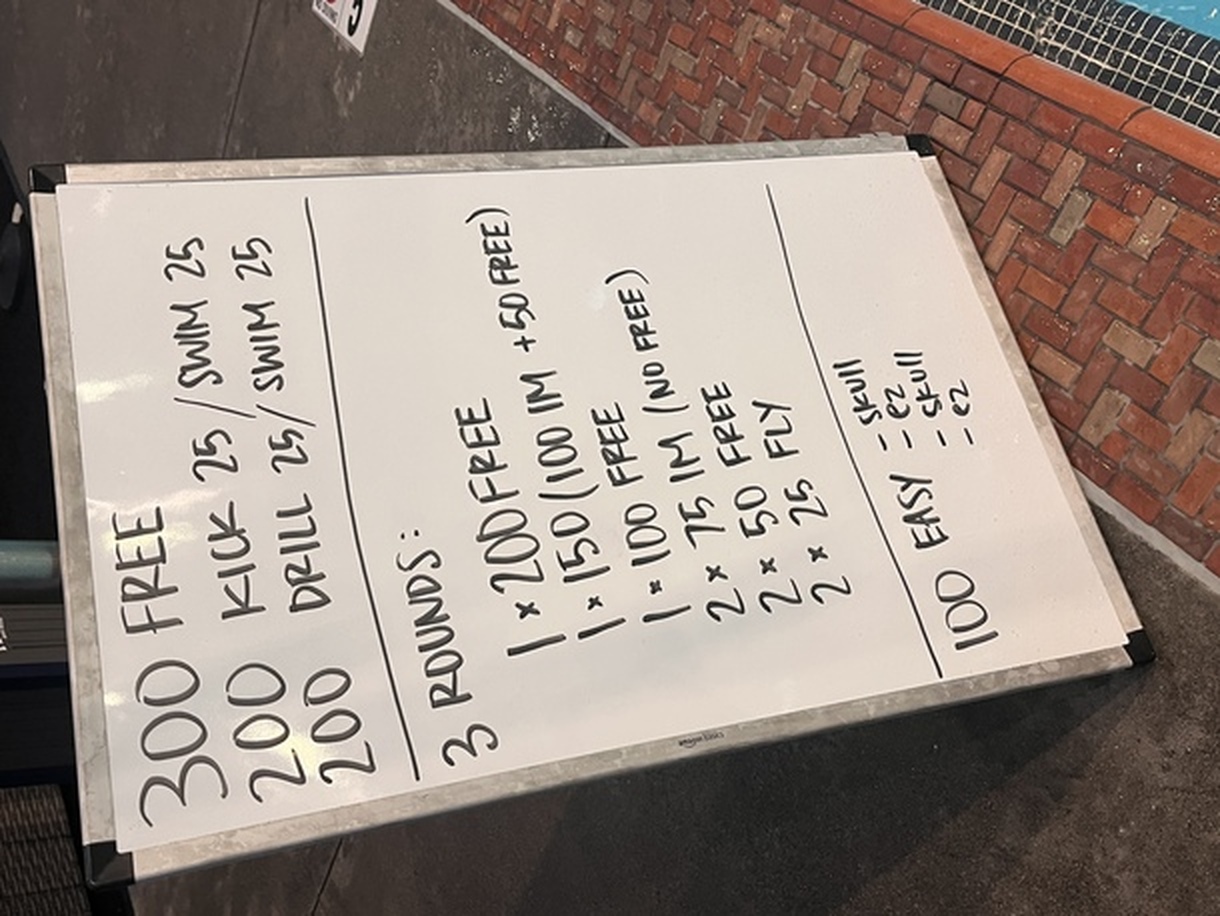 300 FREE
200 KICK 25 / SWIM 25
200 DRILL 25 / SWIM 25
3 ROUNDS:
1 x 200 FREE
1 x 150 (100 IM + 50 FREE)
1 x 100 FREE
2 x 75 IM (NO FREE)
2 x 50 FREE
2 x 25 FLY
100 EASY - skull
- ez
- skull
- ez